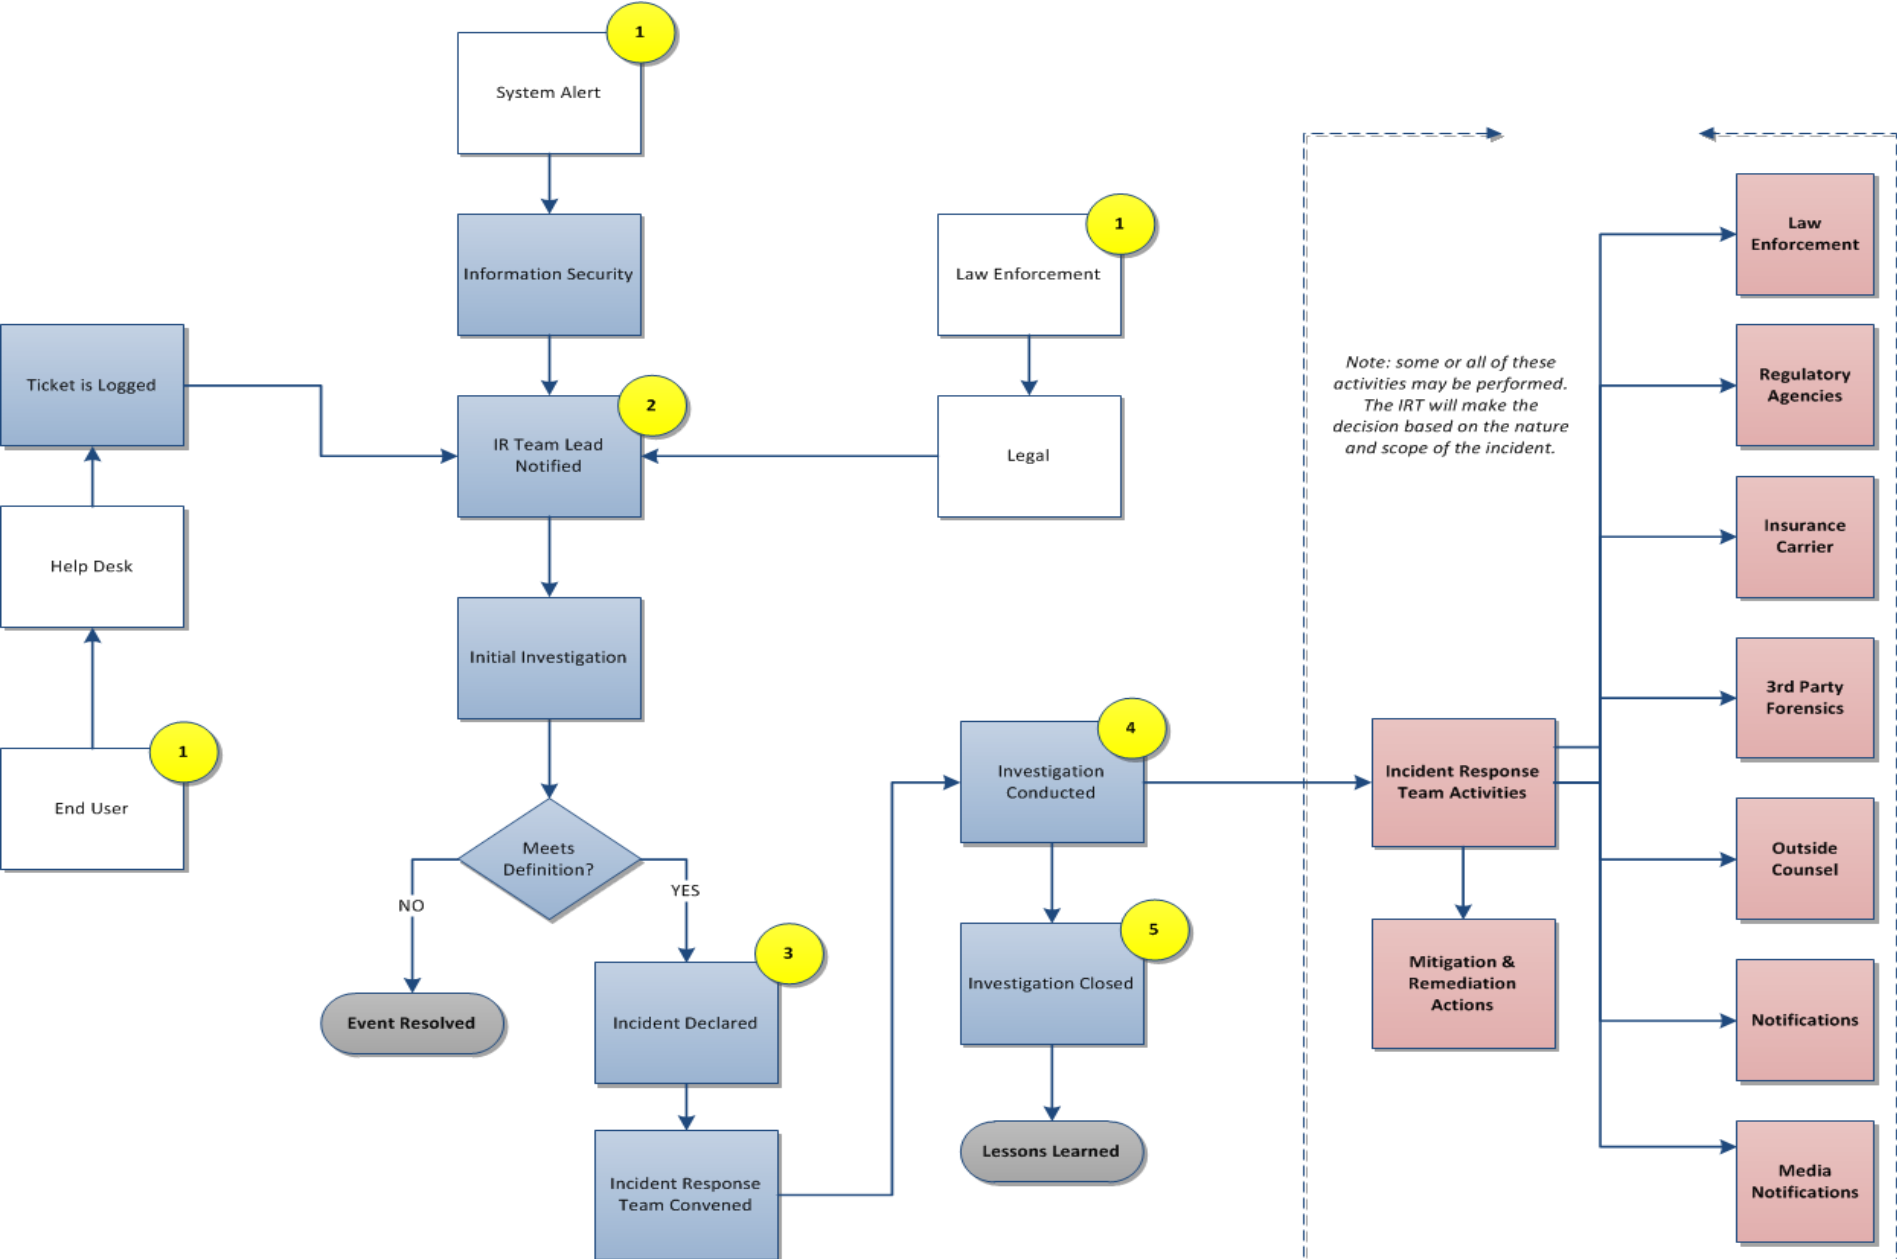 1
System Alert
Information Security
1
Law Enforcement
Ticket is Logged
2
IR Team Lead
Notified
Legal
Help Desk
Initial Investigation
1
End User
Meets
Definition?
NO
YES
Event Resolved
3
Incident Declared
Incident Response
Team Convened
4
Investigation
Conducted
5
Investigation Closed
Lessons Learned
Note: some or all of these
activities may be performed.
The IRT will make the
decision based on the nature
and scope of the incident.
Incident Response
Team Activities
Mitigation &
Remediation
Actions
Law
Enforcement
Regulatory
Agencies
Insurance
Carrier
3rd Party
Forensics
Outside
Counsel
Notifications
Media
Notifications